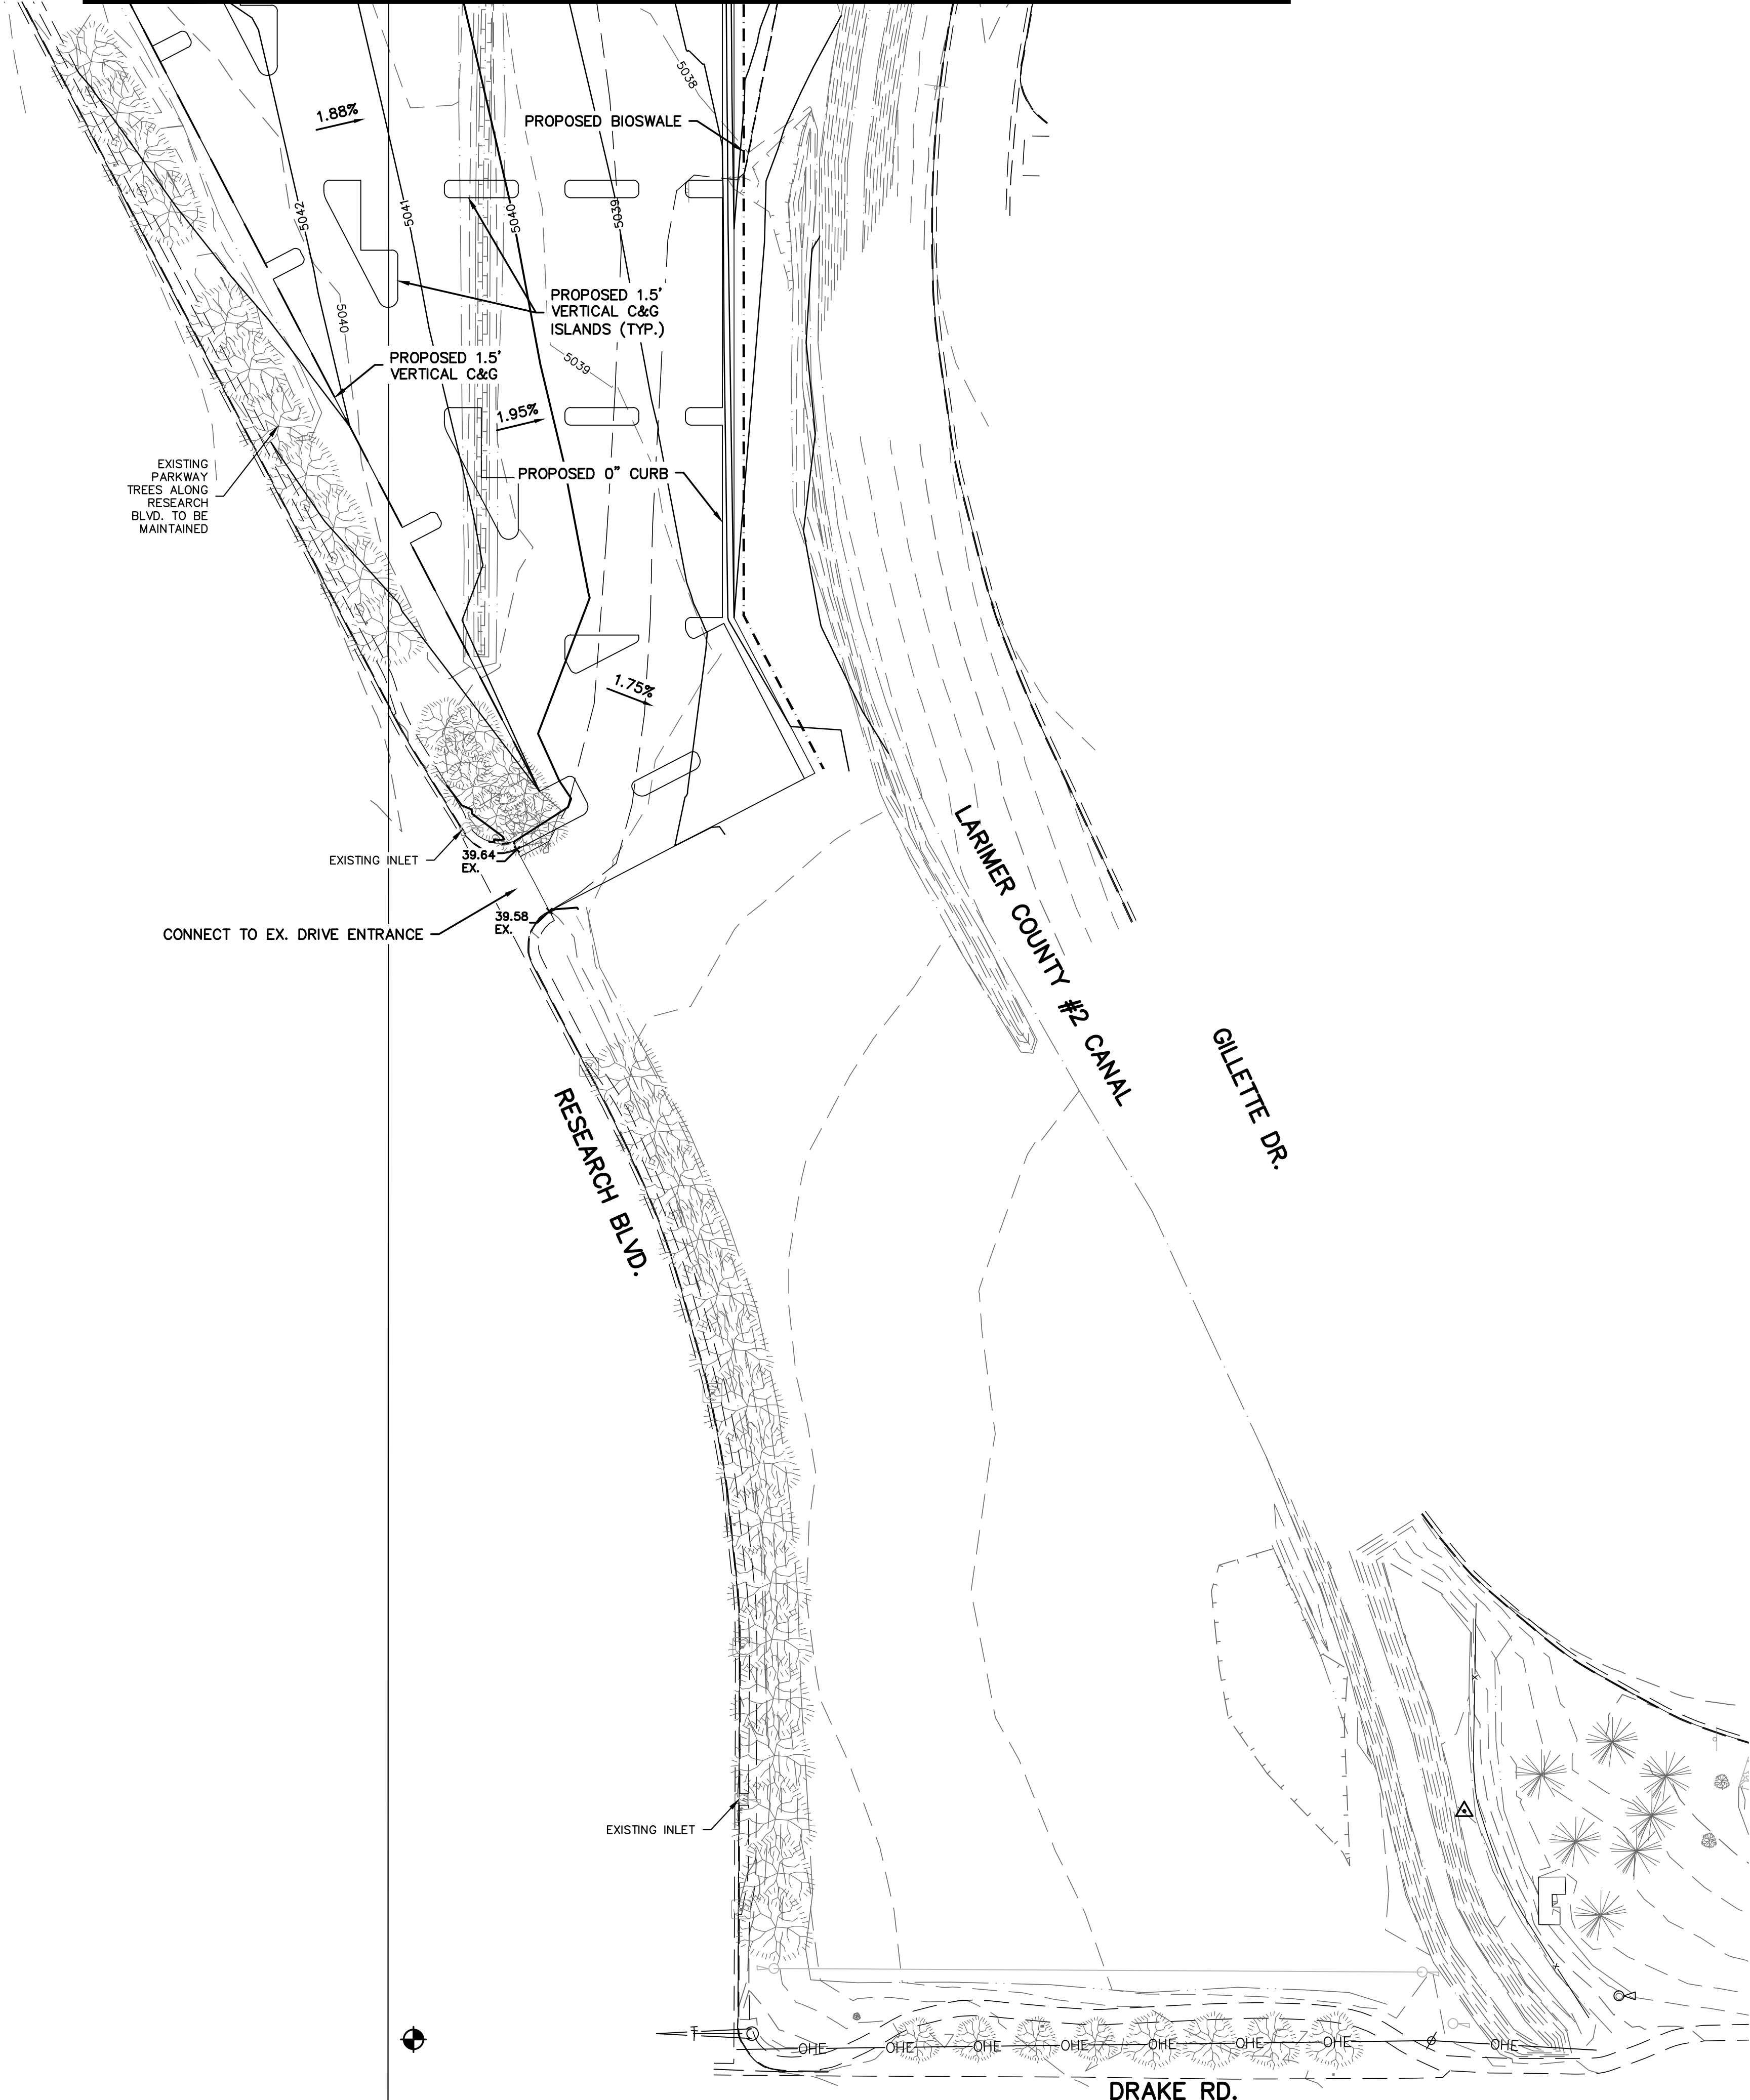 5038
1.88%
PROPOSED BIOSWALE
5042
5041
5040
5039
PROPOSED 1.5'
VERTICAL C&G
ISLANDS (TYP.)
5040
PROPOSED 1.5'
VERTICAL C&G
5039
1.95%
EXISTING
PARKWAY
TREES ALONG
RESEARCH
BLVD. TO BE
MAINTAINED
PROPOSED 0" CURB
1.75%
EXISTING INLET
39.64
EX.
39.58
EX.
CONNECT TO EX. DRIVE ENTRANCE
LARIMER COUNTY #2 CANAL
GILLETTE DR.
RESEARCH BLVD.
EXISTING INLET
OHE OHE OHE OHE OHE OHE OHE OHE
DRAKE RD.